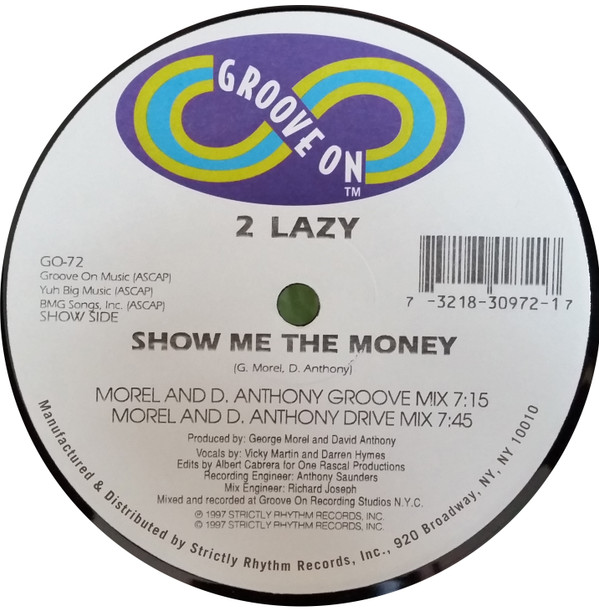 GROOVE ON
TM
2 LAZY
GO-72
Groove On Music (ASCAP)
Yuh Big Music (ASCAP)
BMG Songs, Inc. (ASCAP)
SHOW SIDE
7 -3218-30972-1 7
SHOW ME THE MONEY
(G. Morel, D. Anthony)
MOREL AND D. ANTHONY GROOVE MIX 7:15
MOREL AND D. ANTHONY DRIVE MIX 7:45
Produced by: George Morel and David Anthony
Vocals by: Vicky Martin and Darren Hymes
Edits by Albert Cabrera for One Rascal Productions
Recording Engineer: Anthony Saunders
Mix Engineer: Richard Joseph
Mixed and recorded at Groove On Recording Studios N.Y.C.
℗ 1997 STRICTLY RHYTHM RECORDS, INC.
© 1997 STRICTLY RHYTHM RECORDS, INC.
Manufactured & Distributed by Strictly Rhythm Records, Inc., 920 Broadway, NY, NY 10010